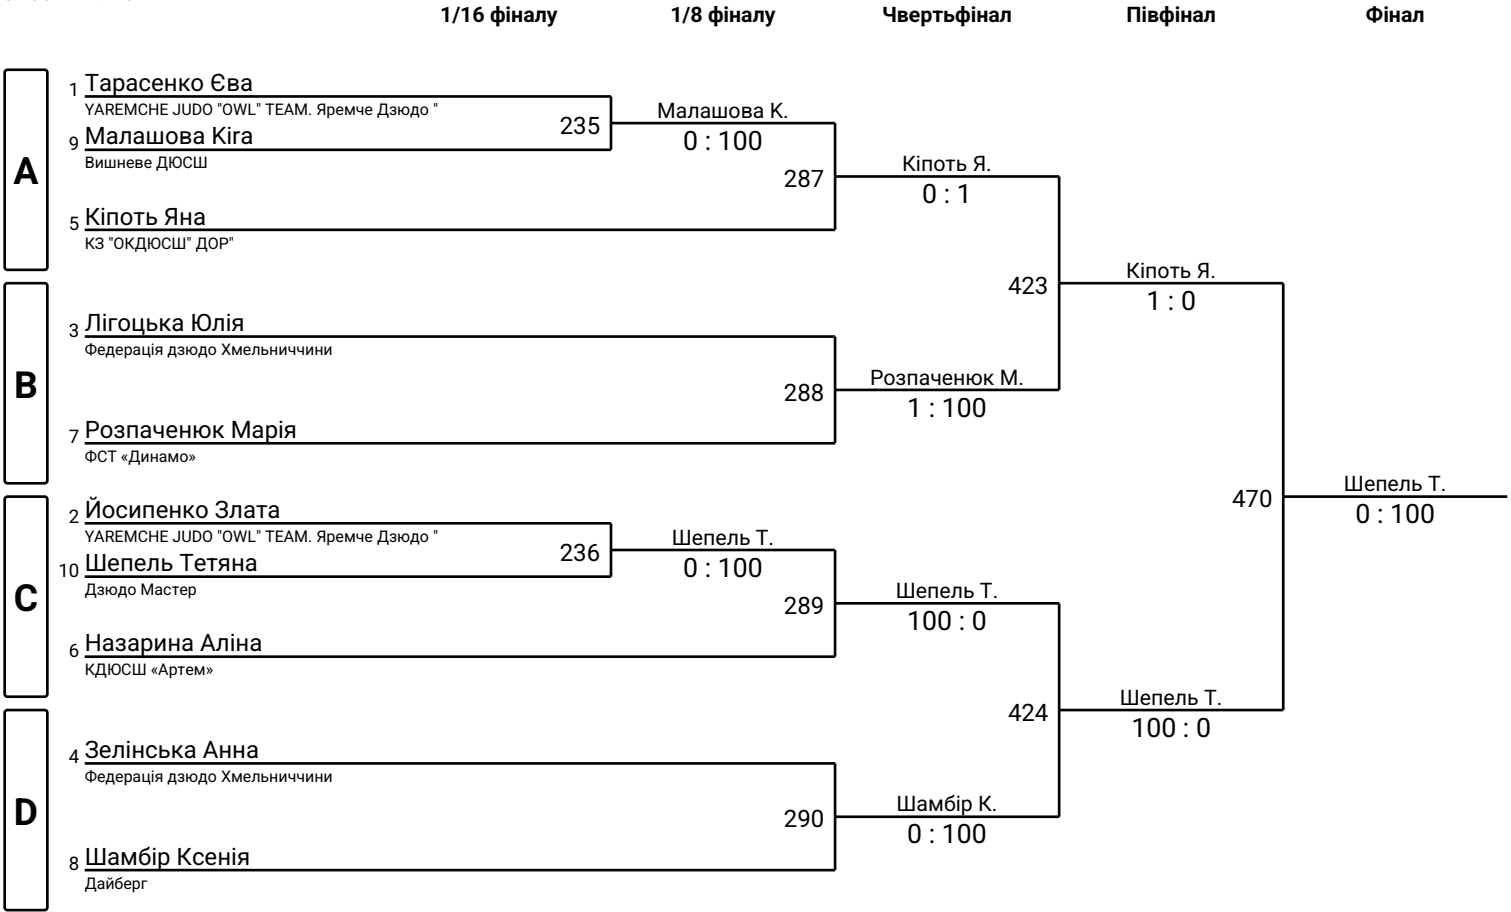 1/16 фіналу 1/8 фіналу Чвертьфінал Півфінал Фінал
A
1 Тарасенко Єва
YAREMCHE JUDO "OWL" TEAM. Яремче Дзюдо "
235
Малашова К.
0 : 100
9 Малашова Kira
Вишневе ДЮСШ
287
Кіпоть Я.
0 : 1
5 Кіпоть Яна
КЗ "ОКДЮСШ" ДОР"
423
Кіпоть Я.
1 : 0
B
3 Лігоцька Юлія
Федерація дзюдо Хмельниччини
288
Розпаченюк М.
1 : 100
7 Розпаченюк Марія
ФСТ «Динамо»
470
Шепель Т.
0 : 100
C
2 Йосипенко Злата
YAREMCHE JUDO "OWL" TEAM. Яремче Дзюдо "
236
Шепель Т.
0 : 100
10 Шепель Тетяна
Дзюдо Мастер
289
Шепель Т.
100 : 0
6 Назарина Аліна
КДЮСШ «Артем»
424
Шепель Т.
100 : 0
D
4 Зелінська Анна
Федерація дзюдо Хмельниччини
290
Шамбір К.
0 : 100
8 Шамбір Ксенія
Дайберг